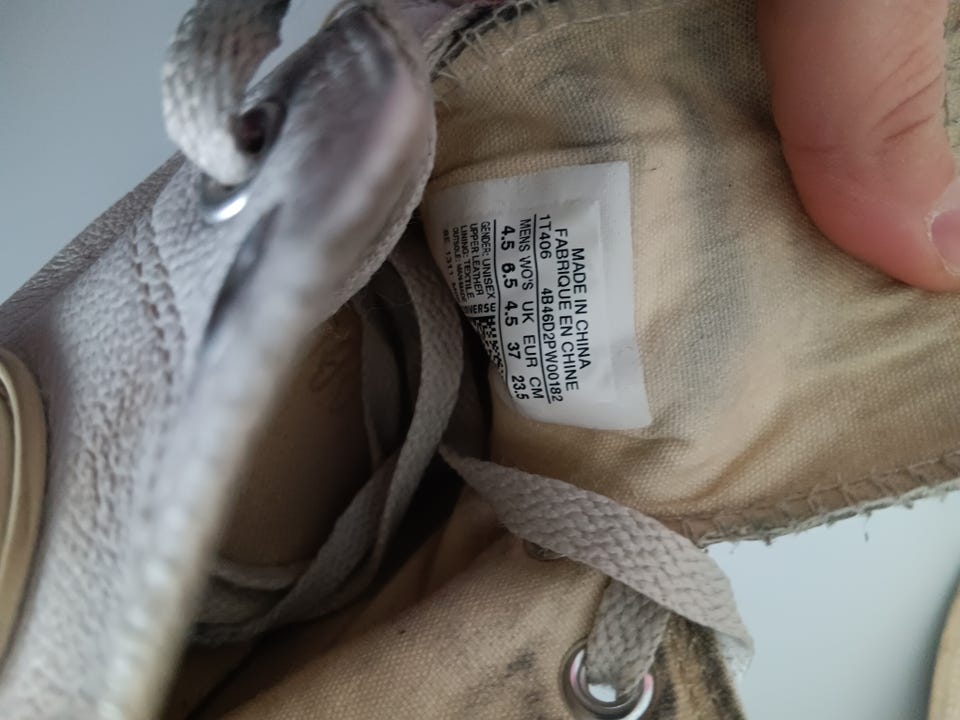 MADE IN CHINA
FABRIQUE EN CHINE
1T406 4B46D2PW00182
MENS WO'S UK EUR CM
4.5 6.5 4.5 37 23.5
GENDER: UNISEX
UPPER: LEATHER
LINING: TEXTILE
OUTSOLE: